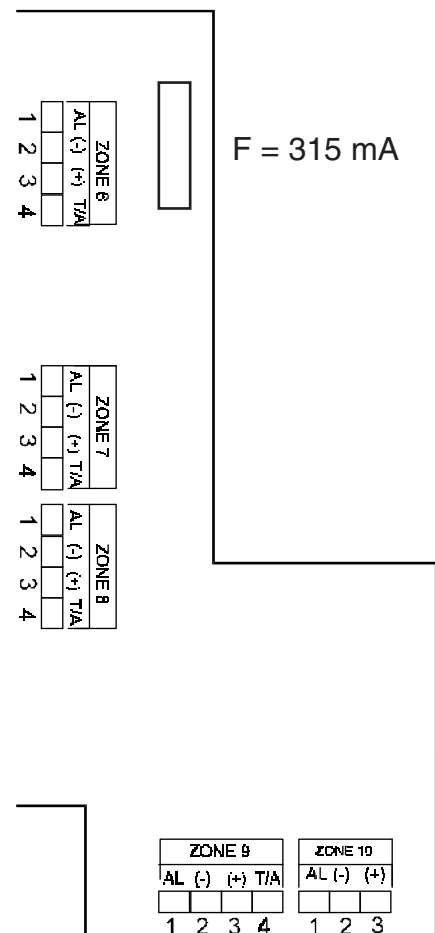 F = 315 mA
ZONE 6
AL (-) (+) T/A
1 2 3 4
ZONE 7
AL (-) (+) T/A
1 2 3 4
ZONE 8
AL (-) (+) T/A
1 2 3 4
ZONE 9
AL (-) (+) T/A
1 2 3 4
ZONE 10
AL (-) (+)
1 2 3